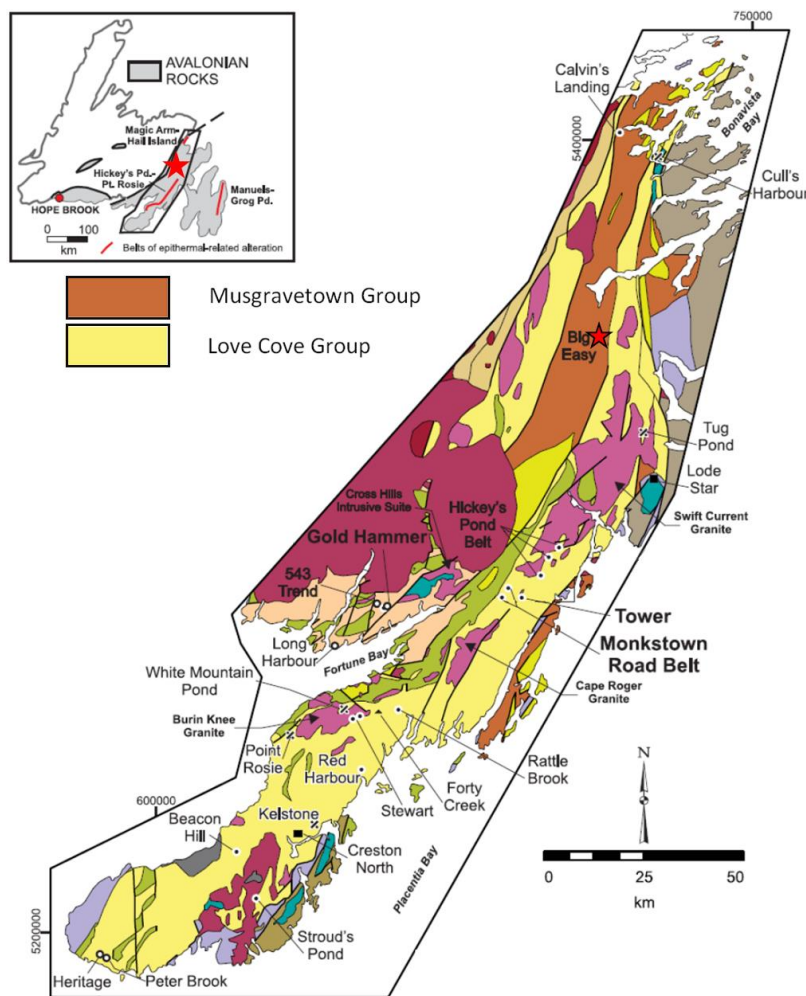 AVALONIAN
ROCKS
Magic Arm-
Hail Island
Hickey's Pd.-
Pt. Rosie
Manuels-
Grog Pd.
HOPE BROOK
0 100
km
Belts of epithermal-related alteration
Musgravetown Group
Love Cove Group
750000
Calvin's
Landing
Bonavista
Bay
5400000
Cull's
Harbour
Big
Easy
Tug
Pond
Lode
Star
Cross Hills
Intrusive Suite
HIckey's
Pond
Belt
Swift Current
Granite
Gold Hammer
543
Trend
Tower
Long
Harbour
Fortune Bay
Monkstown
Road Belt
White Mountain
Pond
Cape Roger
Granite
Burin Knee
Granite
Point
Rosie
Red
Harbour
Rattle
Brook
N
Forty
Creek
Stewart
600000
Beacon
Hill
Kelstone
Creston
North
0 25 50
km
Placentia Bay
5200000
Stroud's
Pond
Heritage
Peter Brook